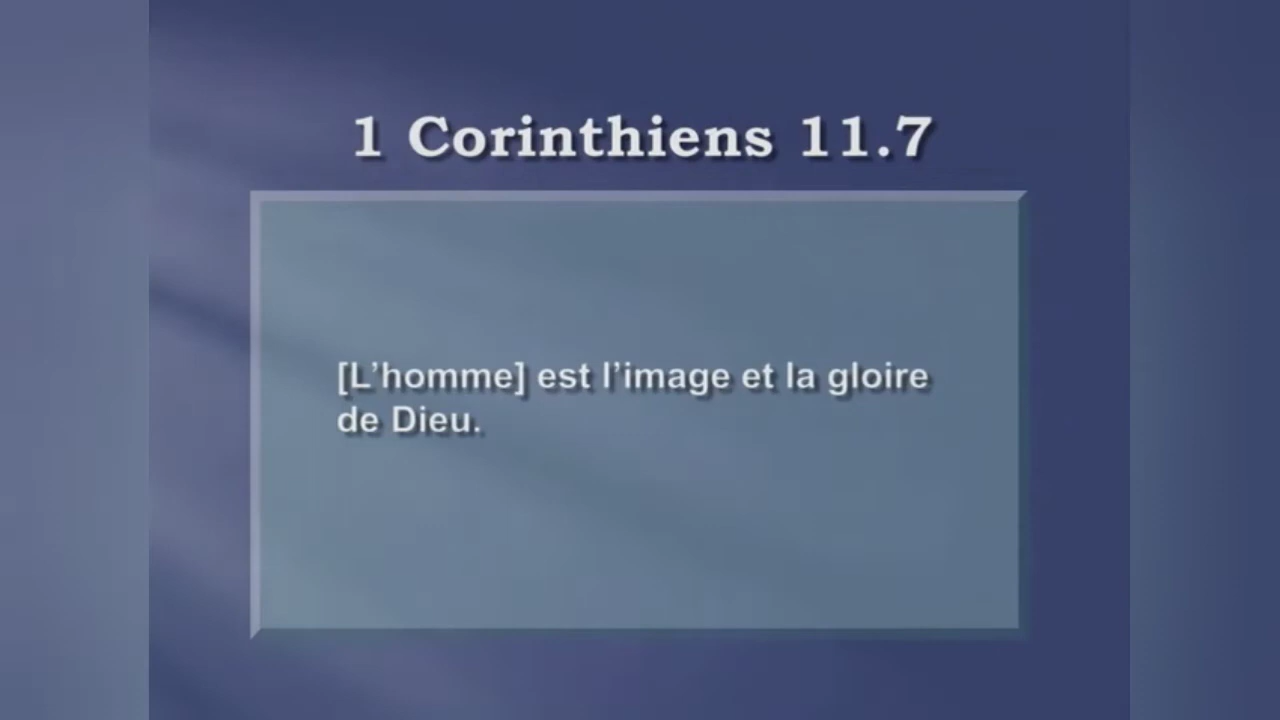 1 Corinthiens 11.7
[L’homme] est l’image et la gloire
de Dieu.